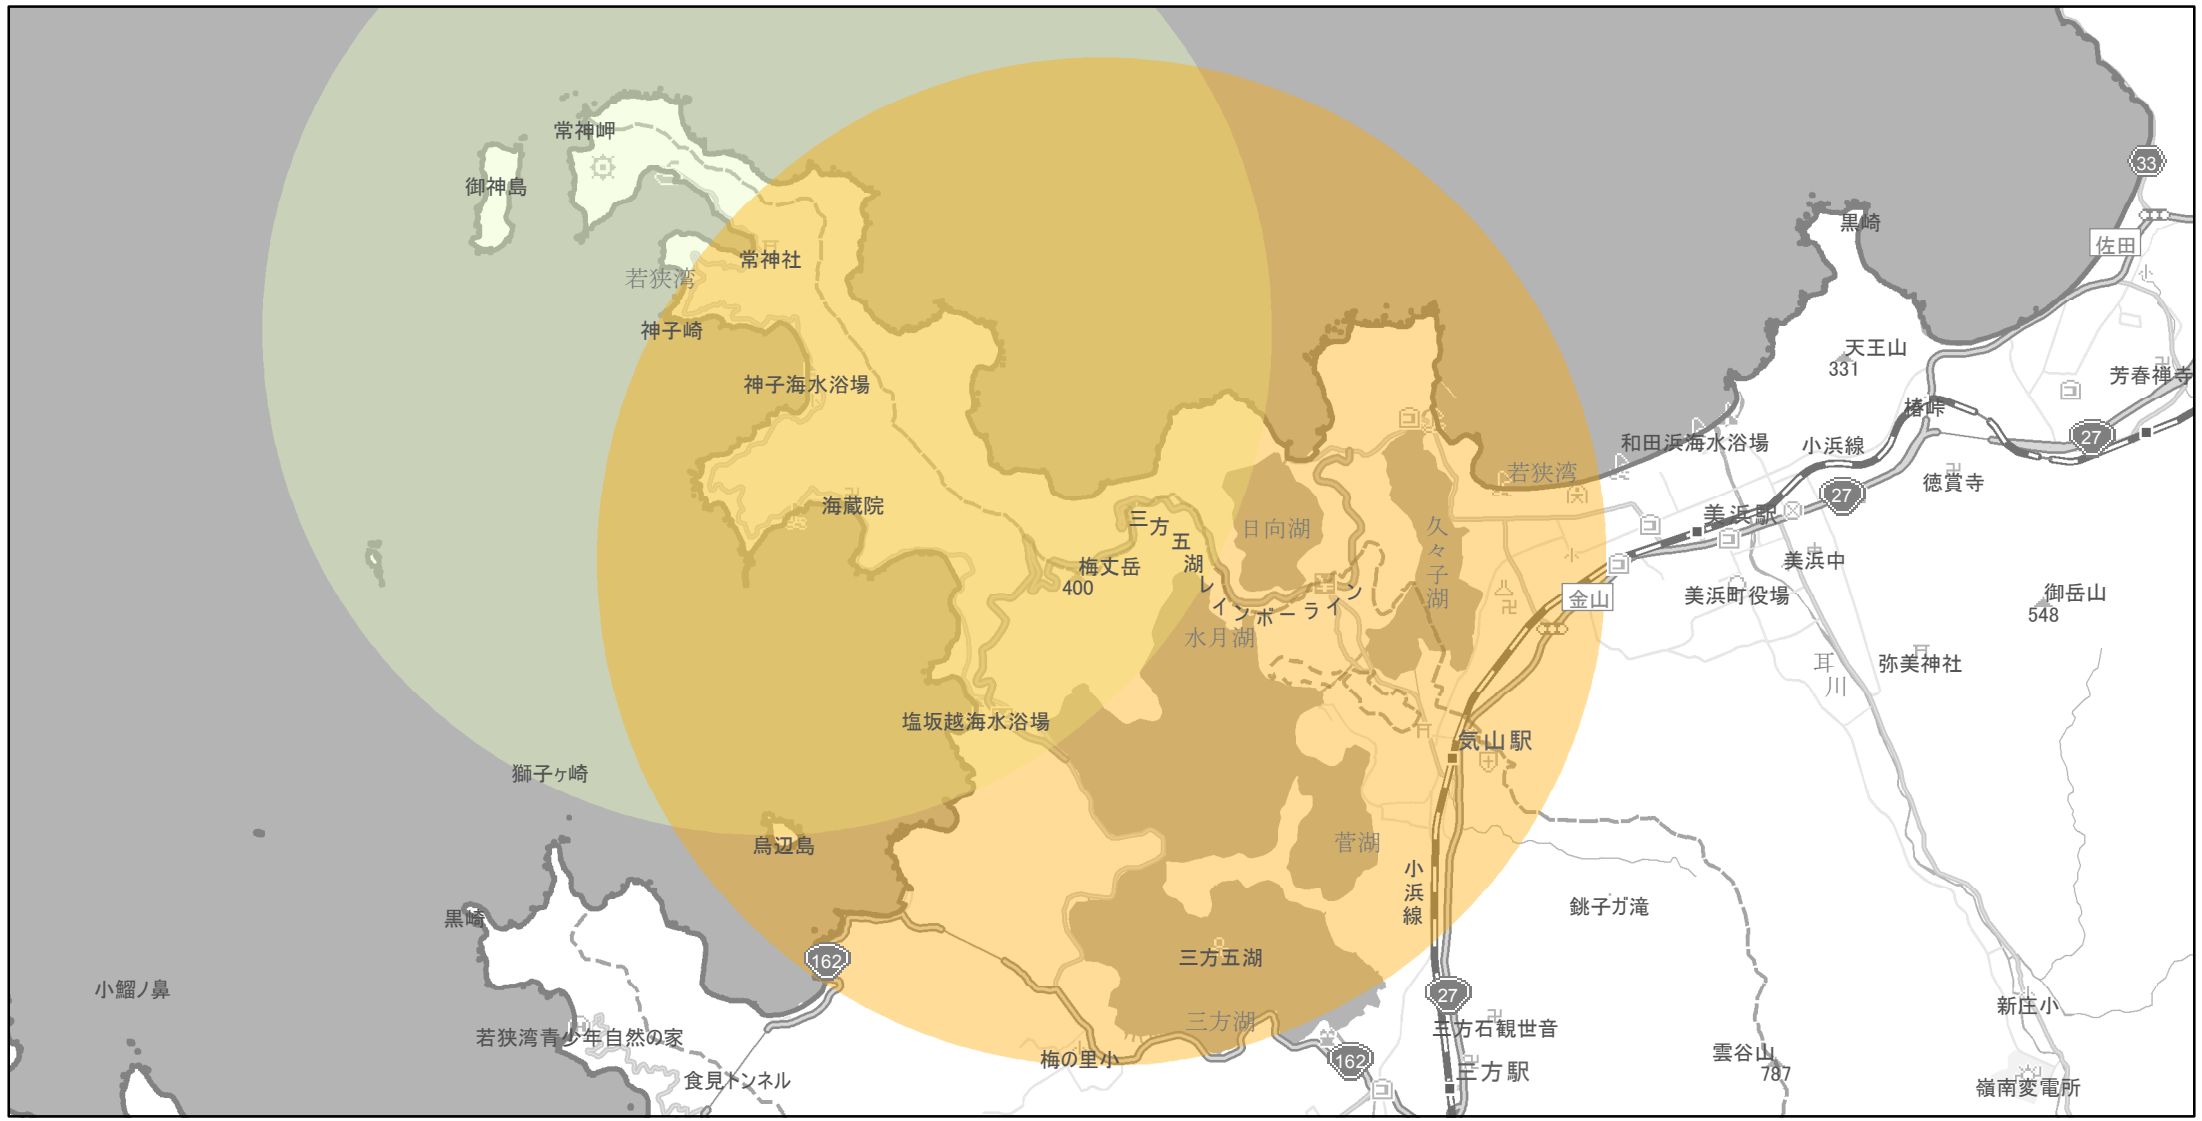 常神岬
33
御神島
黒崎
佐田
常神社
若狭湾
神子崎
天王山
331
芳春禅寺
神子海水浴場
椿峠
27
和田浜海水浴場
小浜線
若狭湾
徳賞寺
27
海蔵院
美浜駅
日向湖
久々子湖
三方五湖レインボーライン
梅丈岳
400
美浜中
金山
美浜町役場
御岳山
548
水月湖
耳川
弥美神社
塩坂越海水浴場
気山駅
獅子ヶ崎
烏辺島
菅湖
小浜線
銚子ガ滝
黒崎
162
三方五湖
小鰡ノ鼻
27
新庄小
三方湖
三方石観世音
若狭湾青少年自然の家
梅の里小
162
雲谷山
787
食見トンネル
三方駅
嶺南変電所